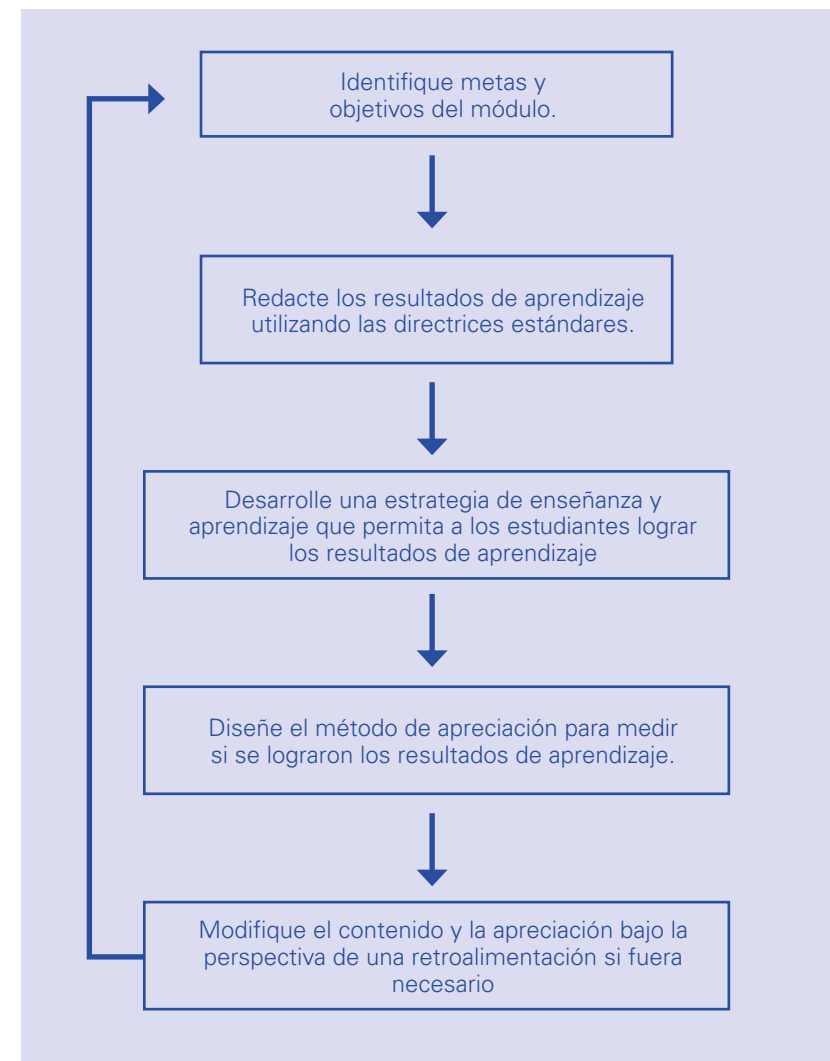 Identifique metas y
objetivos del módulo.
Redacte los resultados de aprendizaje
utilizando las directrices estándares.
Desarrolle una estrategia de enseñanza y
aprendizaje que permita a los estudiantes lograr
los resultados de aprendizaje
Diseñe el método de apreciación para medir
si se lograron los resultados de aprendizaje.
Modifique el contenido y la apreciación bajo la
perspectiva de una retroalimentación si fuera
necesario